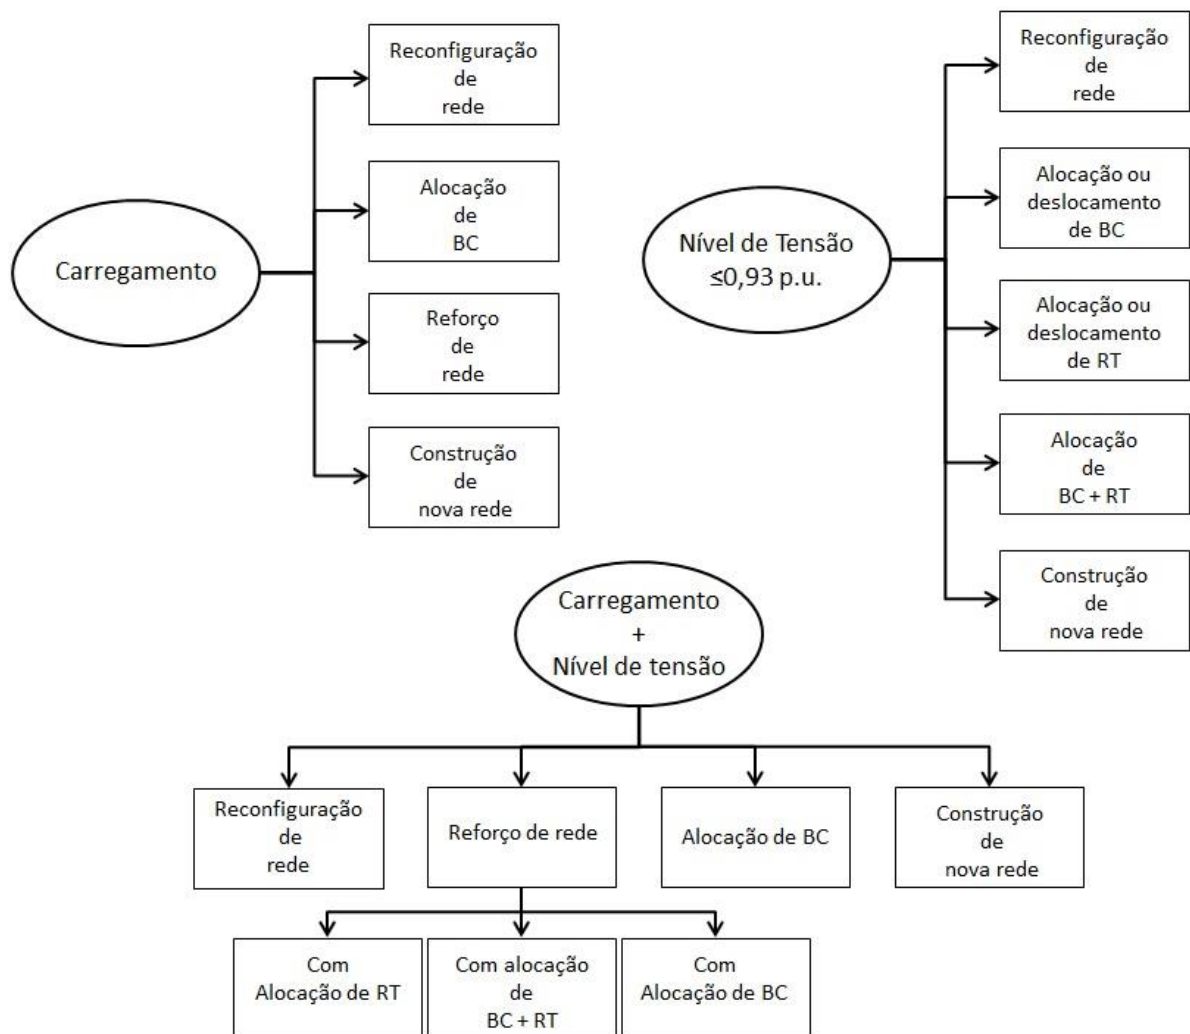 Carregamento
Reconfiguração
de
rede
Alocação
de
BC
Reforço
de
rede
Construção
de
nova rede
Nível de Tensão
≤0,93 p.u.
Reconfiguração
de
rede
Alocação ou
deslocamento
de BC
Alocação ou
deslocamento
de RT
Alocação
de
BC + RT
Construção
de
nova rede
Carregamento
+
Nível de tensão
Reconfiguração
de
rede
Reforço de rede
Alocação de BC
Construção
de
nova rede
Com
Alocação de RT
Com alocação
de
BC + RT
Com
Alocação de BC